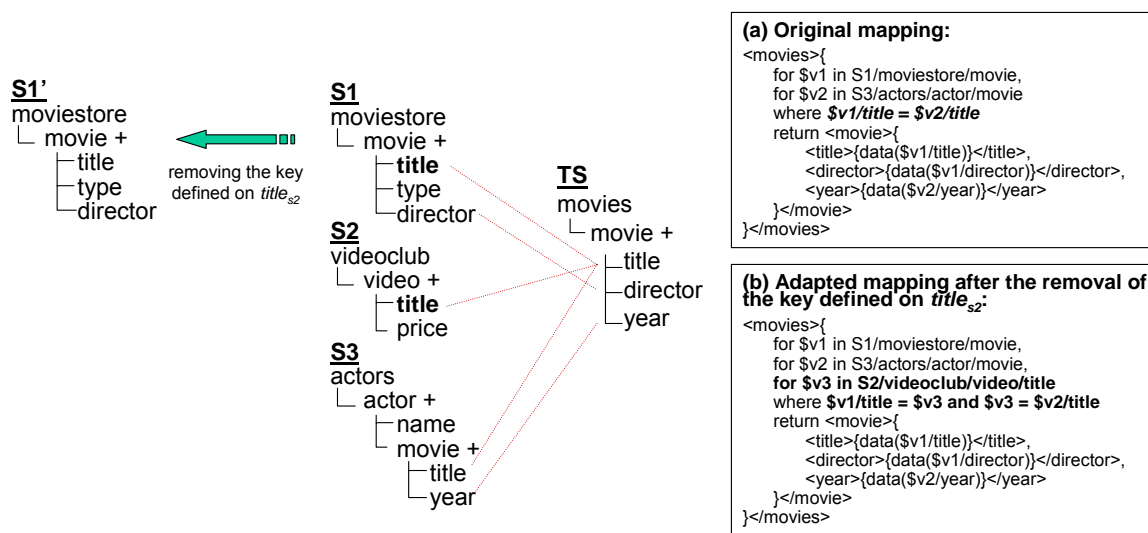 S1'
moviestore
movie +
title
type
director
removing the key
defined on title_s2
S1
moviestore
movie +
title
type
director
S2
videoclub
video +
title
price
S3
actors
actor +
name
movie +
title
year
TS
movies
movie +
title
director
year
(a) Original mapping:
<movies>{
for $v1 in S1/moviestore/movie,
for $v2 in S3/actors/actor/movie
where $v1/title = $v2/title
return <movie>{
<title>{data($v1/title)}</title>,
<director>{data($v1/director)}</director>,
<year>{data($v2/year)}</year>
}</movie>
}</movies>
(b) Adapted mapping after the removal of
the key defined on title_s2:
<movies>{
for $v1 in S1/moviestore/movie,
for $v2 in S3/actors/actor/movie,
for $v3 in S2/videoclub/video/title
where $v1/title = $v3 and $v3 = $v2/title
return <movie>{
<title>{data($v1/title)}</title>,
<director>{data($v1/director)}</director>,
<year>{data($v2/year)}</year>
}</movie>
}</movies>